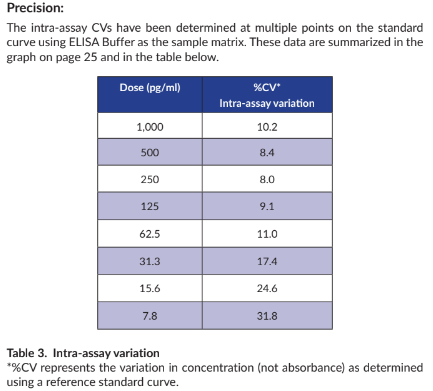 Precision:
The intra-assay CVs have been determined at multiple points on the standard
curve using ELISA Buffer as the sample matrix. These data are summarized in the
graph on page 25 and in the table below.
Dose (pg/ml) %CV*
Intra-assay variation
1,000 10.2
500 8.4
250 8.0
125 9.1
62.5 11.0
31.3 17.4
15.6 24.6
7.8 31.8
Table 3. Intra-assay variation
*%CV represents the variation in concentration (not absorbance) as determined
using a reference standard curve.